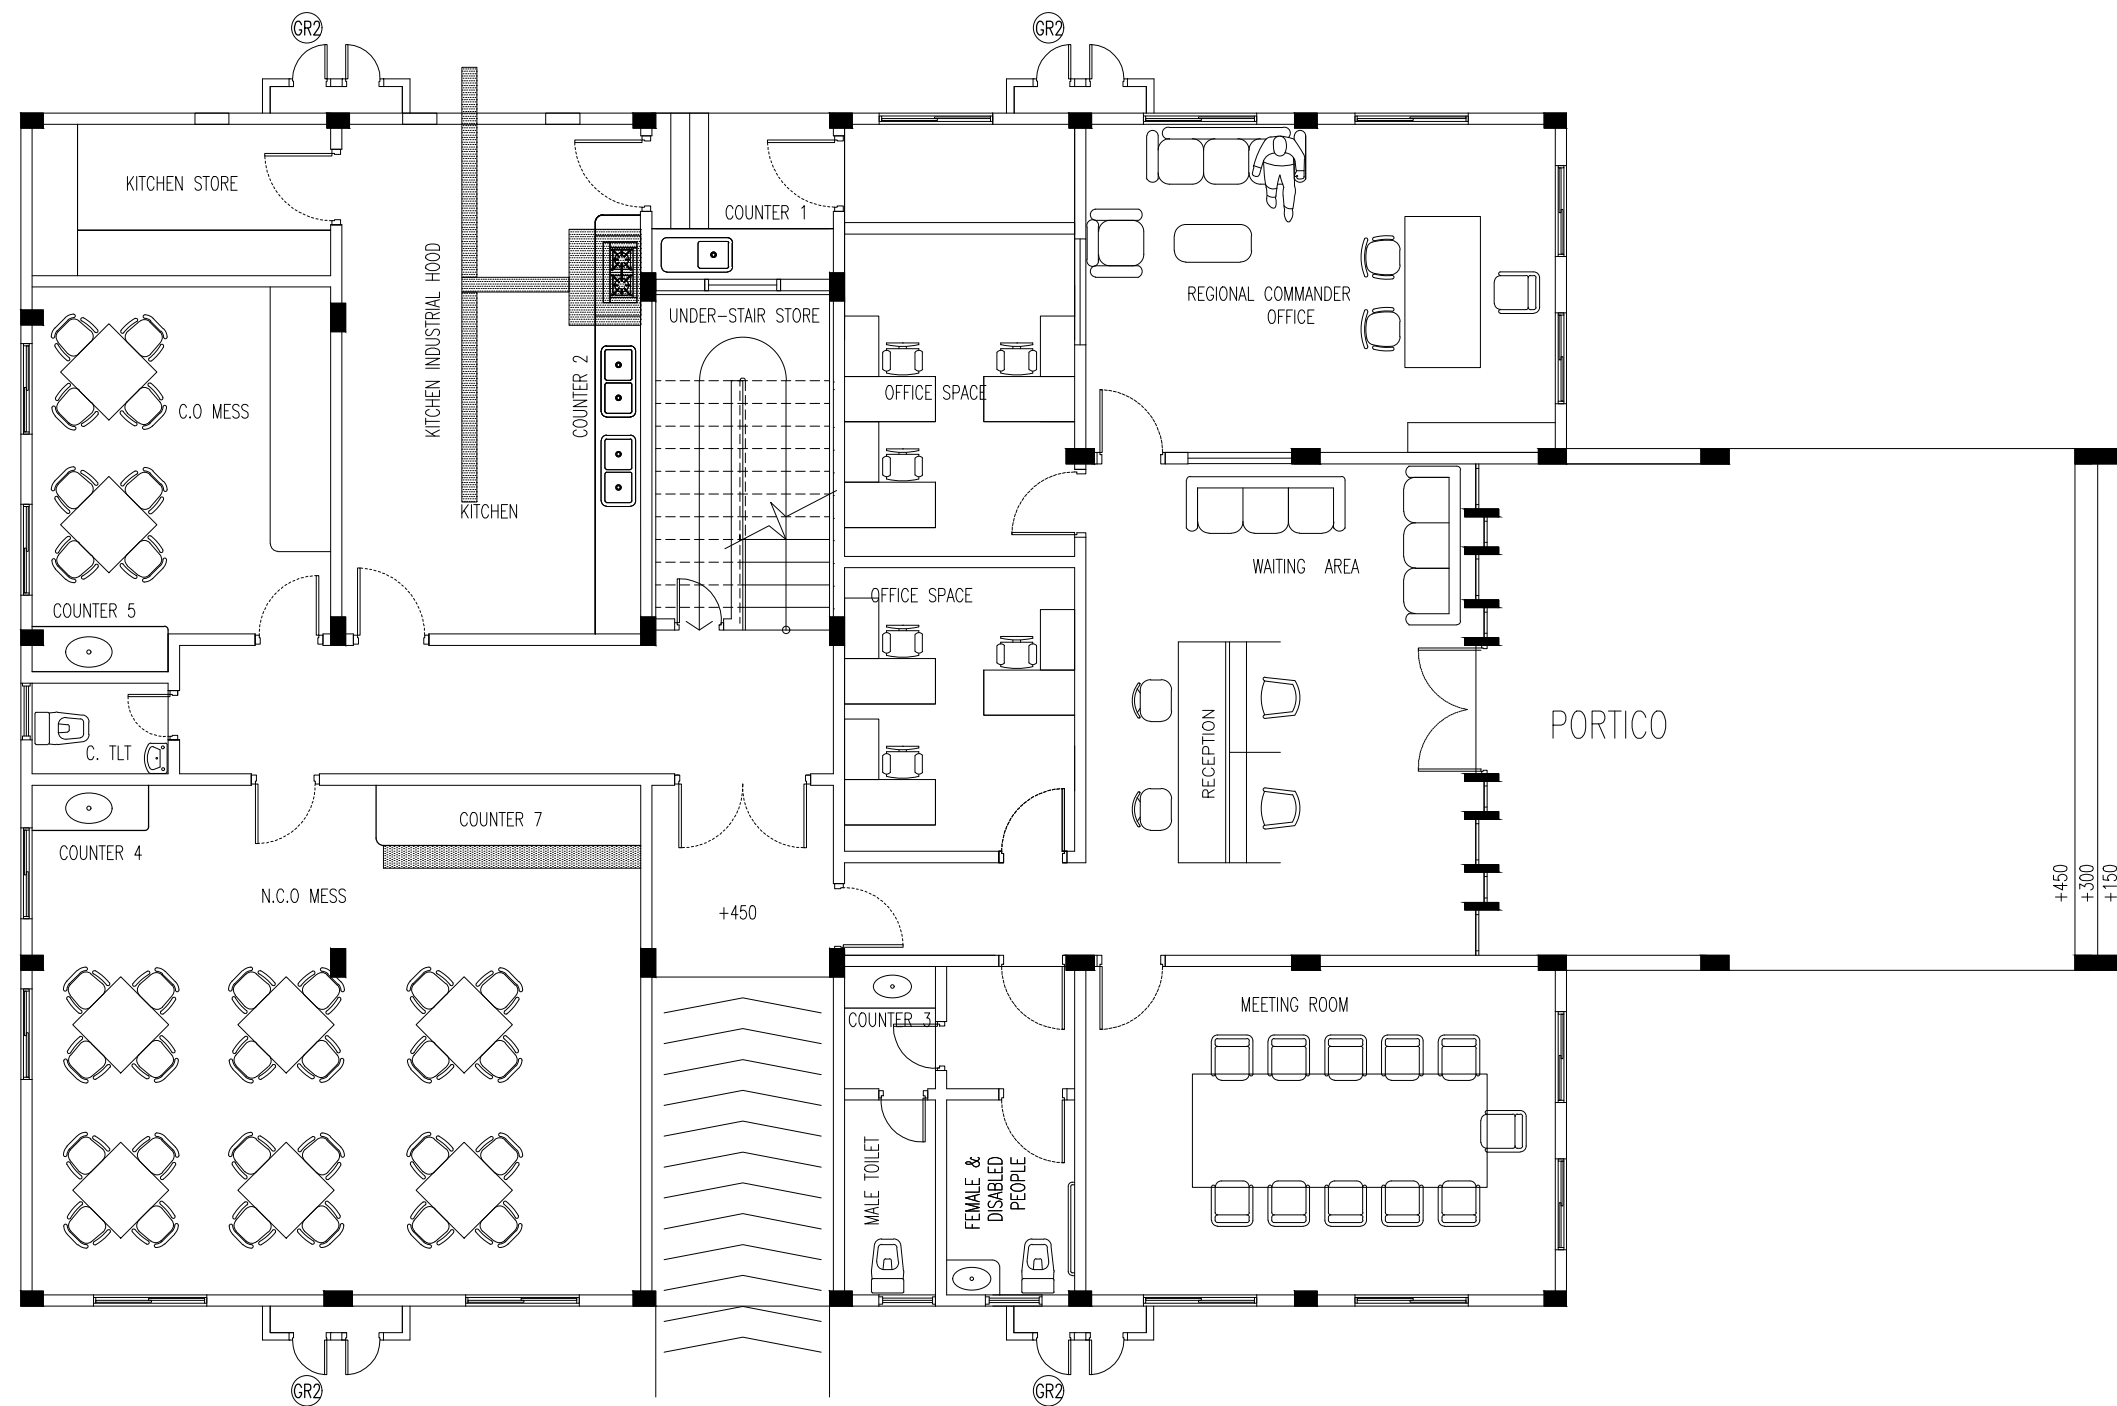 GR2
GR2
KITCHEN STORE
COUNTER 1
KITCHEN INDUSTRIAL HOOD
REGIONAL COMMANDER
OFFICE
UNDER-STAIR STORE
COUNTER 2
OFFICE SPACE
C.O MESS
KITCHEN
WAITING AREA
OFFICE SPACE
COUNTER 5
PORTICO
RECEPTION
C. TLT
COUNTER 7
COUNTER 4
N.C.O MESS
+450
+450
+300
+150
MEETING ROOM
COUNTER 3
MALE TOILET
FEMALE &
DISABLED
PEOPLE
GR2
GR2